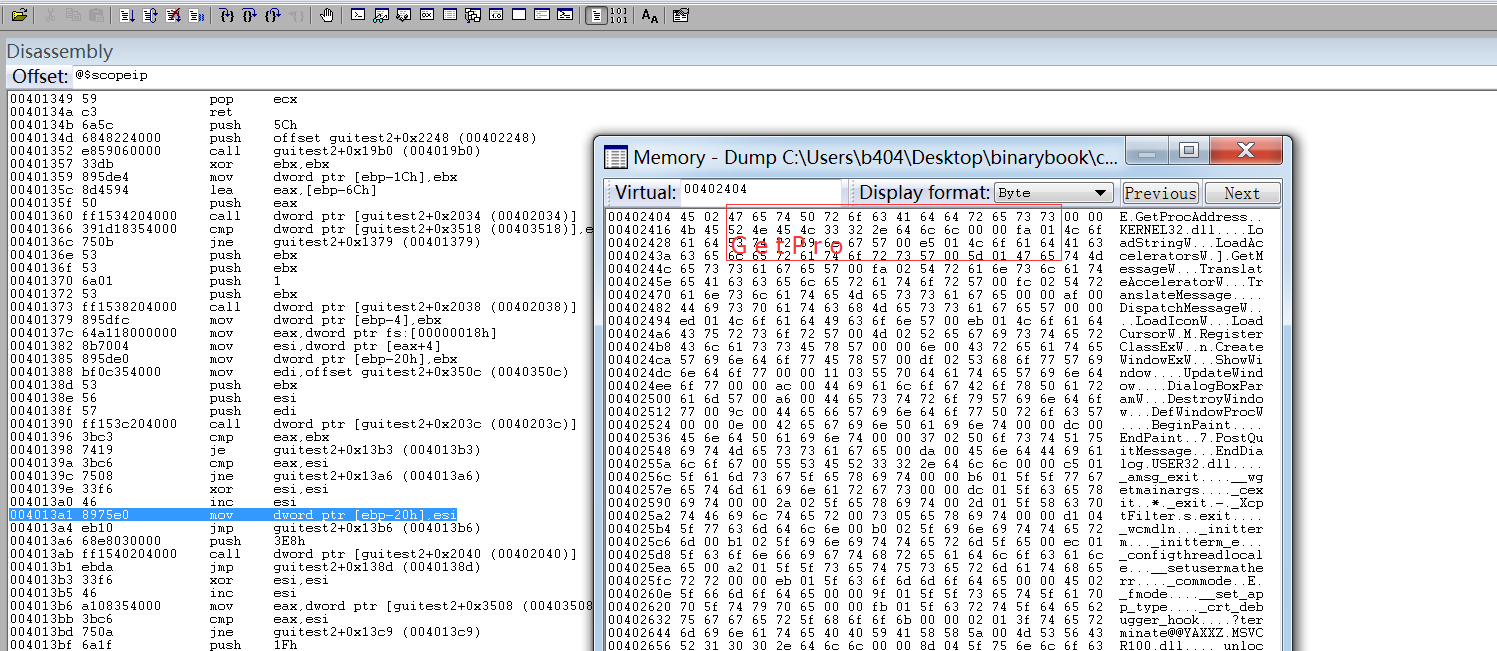 Disassembly
Offset: @$scopeip
00401349 59 pop ecx
0040134a c3 ret
0040134b 6a5c push 5Ch
0040134d 6848224000 push offset guitest2+0x2248 (00402248)
00401352 e859060000 call guitest2+0x19b0 (004019b0)
00401357 33db xor ebx,ebx
00401359 895de4 mov dword ptr [ebp-1Ch],ebx
0040135c 8d4594 lea eax,[ebp-6Ch]
0040135f 50 push eax
00401360 ff1534204000 call dword ptr [guitest2+0x2034 (00402034)]
00401366 391d18354000 cmp dword ptr [guitest2+0x3518 (00403518)],e
0040136c 750b jne guitest2+0x1379 (00401379)
0040136e 53 push ebx
0040136f 53 push ebx
00401370 6a01 push 1
00401372 53 push ebx
00401373 ff1538204000 call dword ptr [guitest2+0x2038 (00402038)]
00401379 895dfc mov dword ptr [ebp-4],ebx
0040137c 64a118000000 mov eax,dword ptr fs:[00000018h]
00401382 8b7004 mov esi,dword ptr [eax+4]
00401385 895de0 mov dword ptr [ebp-20h],ebx
00401388 bf0c354000 mov edi,offset guitest2+0x350c (0040350c)
0040138d 53 push ebx
0040138e 56 push esi
0040138f 57 push edi
00401390 ff153c204000 call dword ptr [guitest2+0x203c (0040203c)]
00401396 3bc3 cmp eax,ebx
00401398 7419 je guitest2+0x13b3 (004013b3)
0040139a 3bc6 cmp eax,esi
0040139c 7508 jne guitest2+0x13a6 (004013a6)
0040139e 33f6 xor esi,esi
004013a0 46 inc esi
004013a1 8975e0 mov dword ptr [ebp-20h],esi
004013a4 eb10 jmp guitest2+0x13b6 (004013b6)
004013a6 68e8030000 push 3E8h
004013ab ff1540204000 call dword ptr [guitest2+0x2040 (00402040)]
004013b1 ebda jmp guitest2+0x138d (0040138d)
004013b3 33f6 xor esi,esi
004013b5 46 inc esi
004013b6 a108354000 mov eax,dword ptr [guitest2+0x3508 (00403508
004013bb 3bc6 cmp eax,esi
004013bd 750a jne guitest2+0x13c9 (004013c9)
004013bf 6a1f push 1Fh
Memory - Dump C:\Users\b404\Desktop\binarybook\c...
Virtual: 00402404 Display format: Byte Previous Next
00402404 45 02 47 65 74 50 72 6f 63 41 64 64 72 65 73 73 00 00 E.GetProcAddress..
00402416 4b 45 52 4e 45 4c 33 32 2e 64 6c 6c 00 00 fa 01 4c 6f KERNEL32.dll....Lo
GetPro
00402428 61 64 53 74 72 69 6e 67 57 00 e5 01 4c 6f 61 64 41 63 adStringW...LoadAc
0040243a 63 65 6c 65 72 61 74 6f 72 73 57 00 5d 01 47 65 74 4d celeratorsW.].GetM
0040244c 65 73 73 61 67 65 57 00 fa 02 54 72 61 6e 73 6c 61 74 essageW...Translat
0040245e 65 41 63 63 65 6c 65 72 61 74 6f 72 57 00 fc 02 54 72 eAcceleratorW...Tr
00402470 61 6e 73 6c 61 74 65 4d 65 73 73 61 67 65 00 00 af 00 anslateMessage....
00402482 44 69 73 70 61 74 63 68 4d 65 73 73 61 67 65 57 00 00 DispatchMessageW..
00402494 ed 01 4c 6f 61 64 49 63 6f 6e 57 00 eb 01 4c 6f 61 64 ..LoadIconW...Load
004024a6 43 75 72 73 6f 72 57 00 4d 02 52 65 67 69 73 74 65 72 CursorW.M.Register
004024b8 43 6c 61 73 73 45 78 57 00 00 6e 00 43 72 65 61 74 65 ClassExW..n.Create
004024ca 57 69 6e 64 6f 77 45 78 57 00 df 02 53 68 6f 77 57 69 WindowExW...ShowWi
004024dc 6e 64 6f 77 00 00 11 03 55 70 64 61 74 65 57 69 6e 64 ndow....UpdateWind
004024ee 6f 77 00 00 ac 00 44 69 61 6c 6f 67 42 6f 78 50 61 72 ow....DialogBoxPar
00402500 61 6d 57 00 a6 00 44 65 73 74 72 6f 79 57 69 6e 64 6f amW...DestroyWindo
00402512 77 00 9c 00 44 65 66 57 69 6e 64 6f 77 50 72 6f 63 57 w...DefWindowProcW
00402524 00 00 0e 00 42 65 67 69 6e 50 61 69 6e 74 00 00 dc 00 ....BeginPaint....
00402536 45 6e 64 50 61 69 6e 74 00 00 37 02 50 6f 73 74 51 75 EndPaint..7.PostQu
00402548 69 74 4d 65 73 73 61 67 65 00 da 00 45 6e 64 44 69 61 itMessage...EndDia
0040255a 6c 6f 67 00 55 53 45 52 33 32 2e 64 6c 6c 00 00 c5 01 log.USER32.dll....
0040256c 5f 61 6d 73 67 5f 65 78 69 74 00 00 b6 01 5f 5f 77 67 _amsg_exit....__wg
0040257e 65 74 6d 61 69 6e 61 72 67 73 00 00 dc 01 5f 63 65 78 etmainargs...._cex
00402590 69 74 00 00 2a 02 5f 65 78 69 74 00 2d 01 5f 58 63 70 it..*._exit.-._Xcp
004025a2 74 46 69 6c 74 65 72 00 73 05 65 78 69 74 00 00 d1 04 tFilter.s.exit....
004025b4 5f 77 63 6d 64 6c 6e 00 b0 02 5f 69 6e 69 74 74 65 72 _wcmdln..._initter
004025c6 6d 00 b1 02 5f 69 6e 69 74 74 65 72 6d 5f 65 00 ec 01 m..._initterm_e...
004025d8 5f 63 6f 6e 66 69 67 74 68 72 65 61 64 6c 6f 63 61 6c _configthreadlocal
004025ea 65 00 a2 01 5f 5f 73 65 74 75 73 65 72 6d 61 74 68 65 e...__setusermathe
004025fc 72 72 00 00 eb 01 5f 63 6f 6d 6d 6f 64 65 00 00 45 02 rr...._commode..E.
0040260e 5f 66 6d 6f 64 65 00 00 9f 01 5f 5f 73 65 74 5f 61 70 _fmode....__set_ap
00402620 70 5f 74 79 70 65 00 00 fb 01 5f 63 72 74 5f 64 65 62 p_type...._crt_deb
00402632 75 67 67 65 72 5f 68 6f 6f 6b 00 00 02 01 3f 74 65 72 ugger_hook....?ter
00402644 6d 69 6e 61 74 65 40 40 59 41 58 58 5a 00 4d 53 56 43 minate@@YAXXZ.MSVC
00402656 52 31 30 30 2e 64 6c 6c 00 00 8d 04 5f 75 6e 6c 6f 63 R100.dll...._unloc